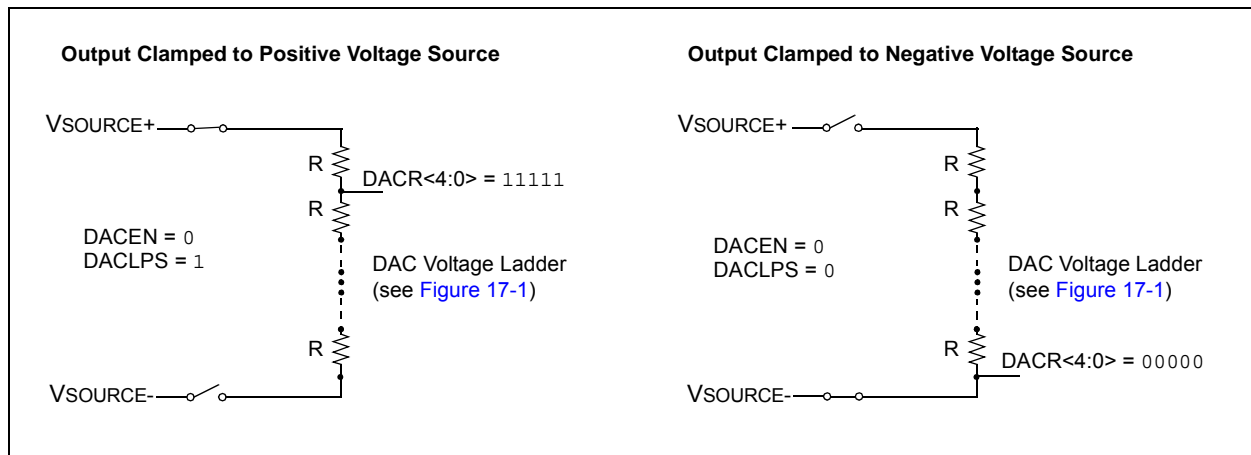 Output Clamped to Positive Voltage Source
VSOURCE+
R
DACR<4:0> = 11111
R
DACEN = 0
DACLPS = 1
DAC Voltage Ladder
(see Figure 17-1)
R
VSOURCE-
Output Clamped to Negative Voltage Source
VSOURCE+
R
R
DACEN = 0
DACLPS = 0
DAC Voltage Ladder
(see Figure 17-1)
R
DACR<4:0> = 00000
VSOURCE-